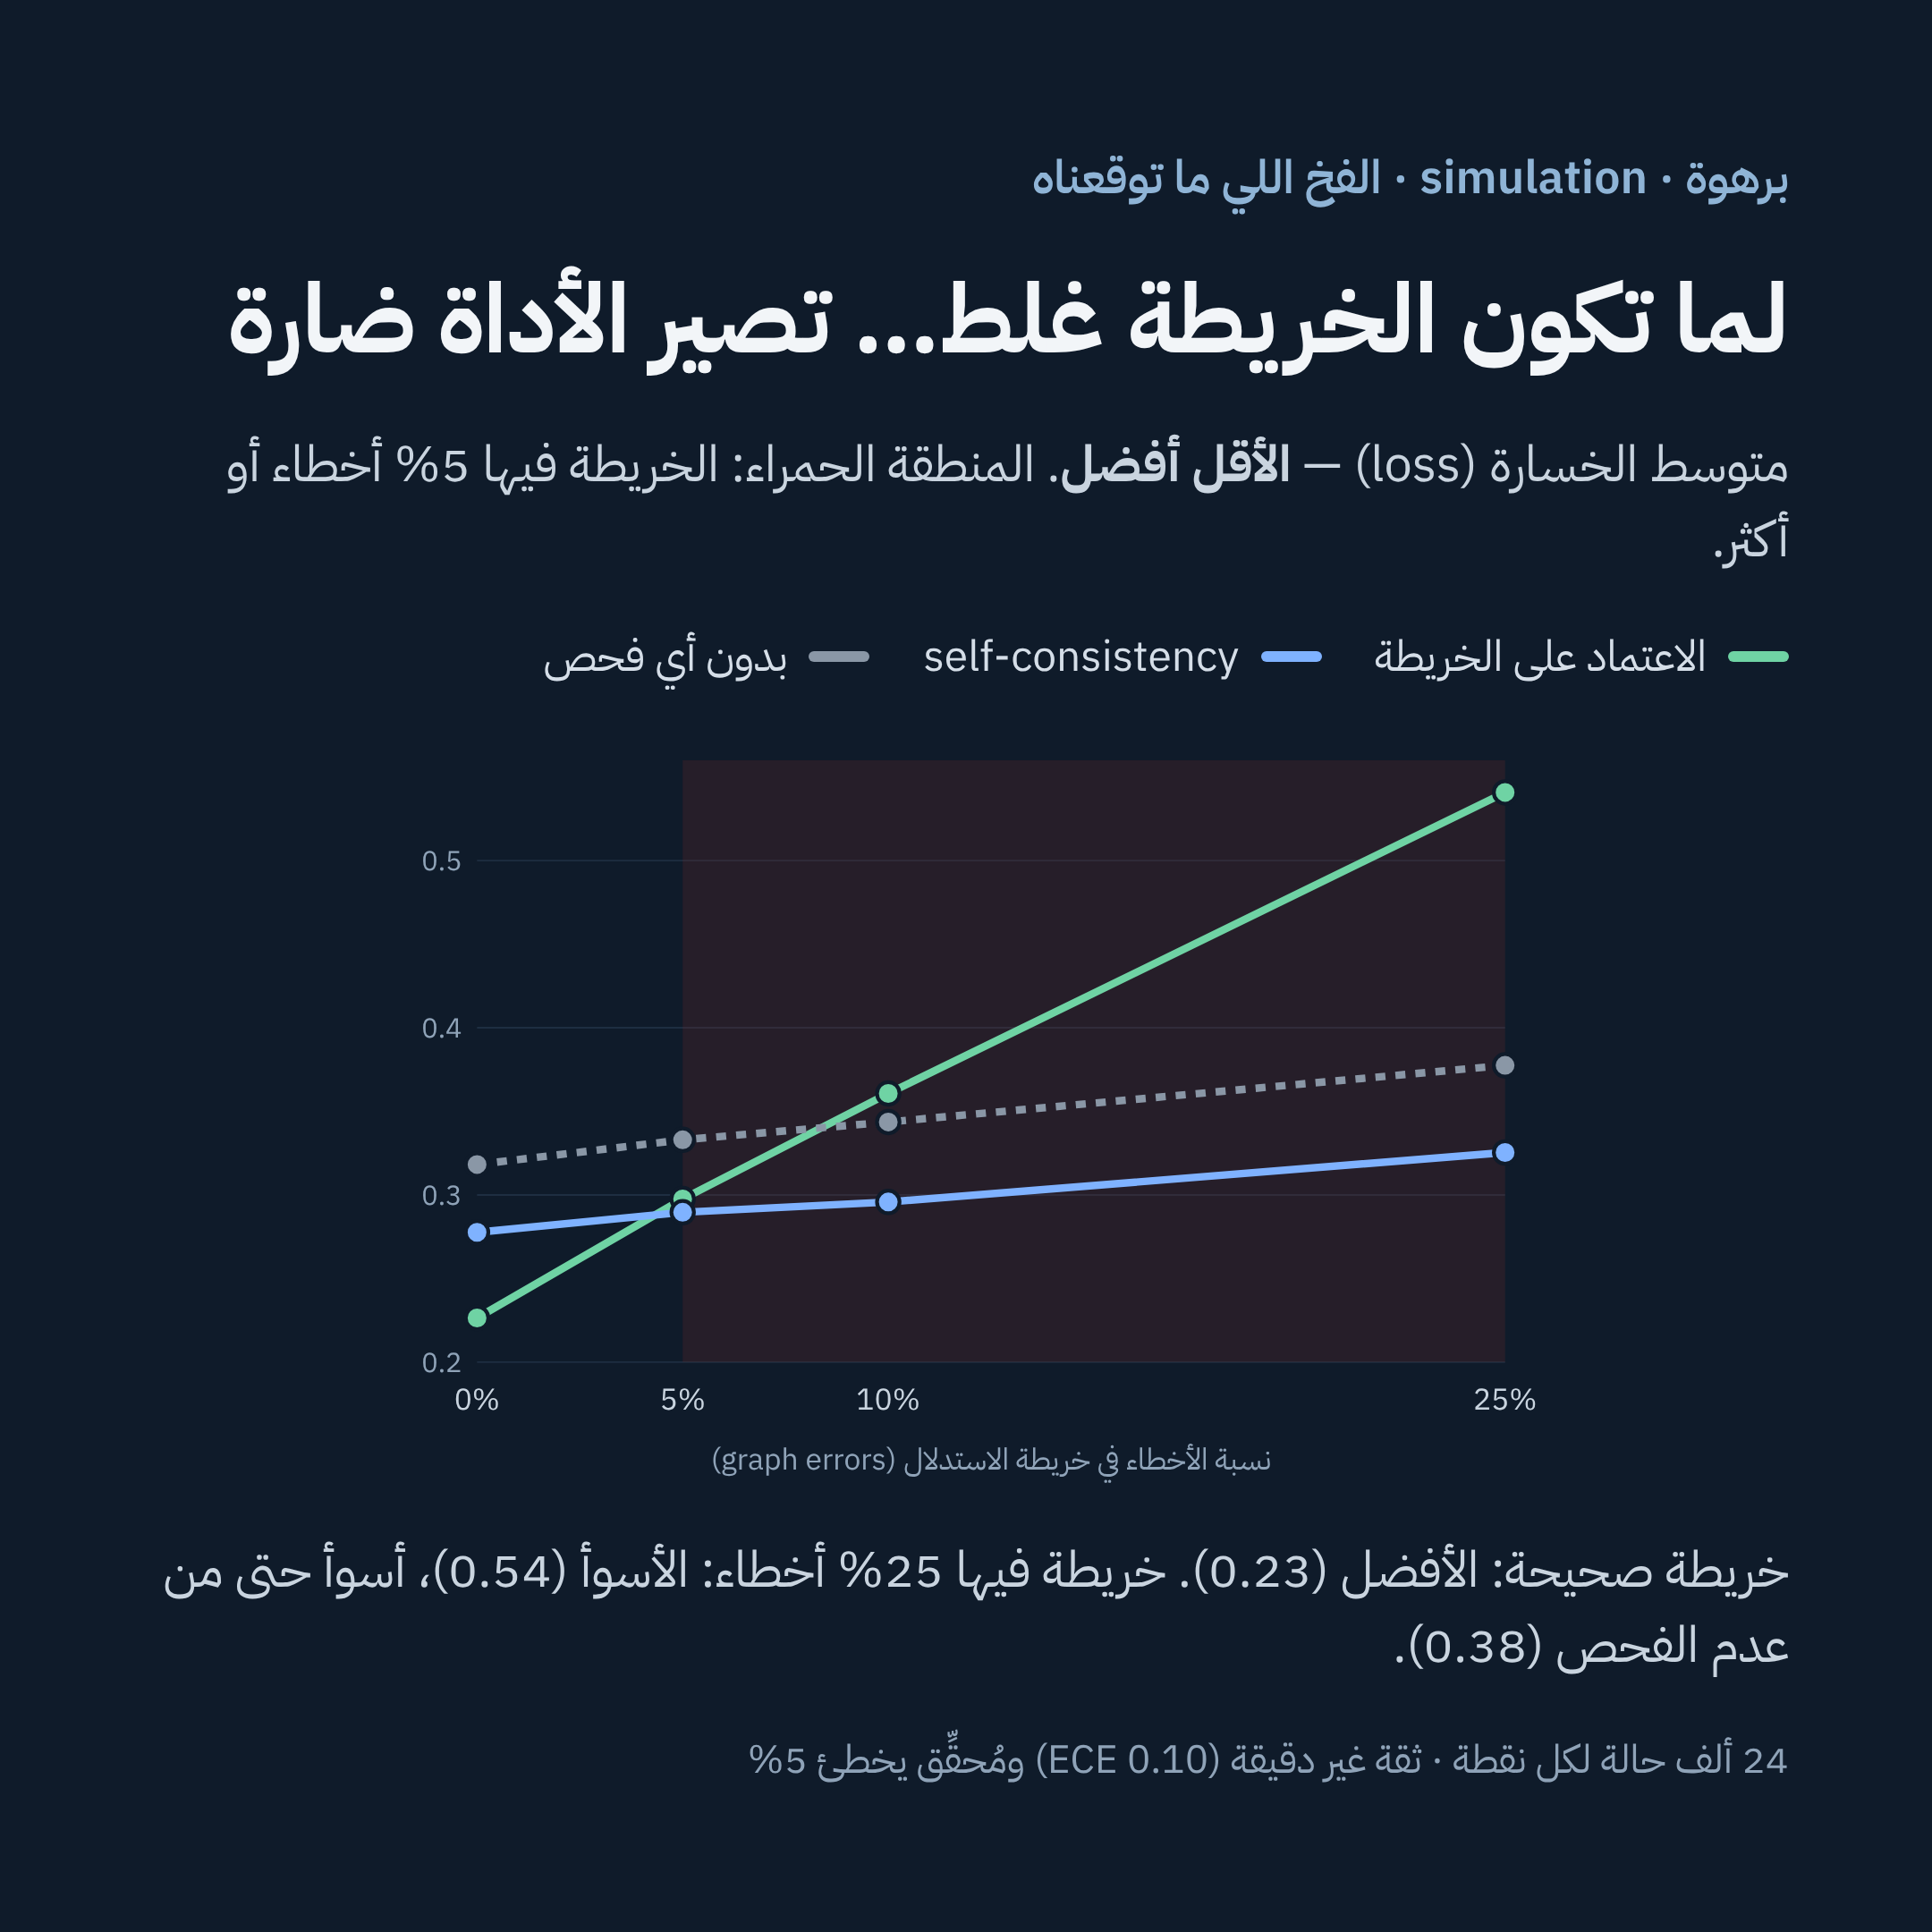 برهوة · simulation · الفخ اللي ما توقعناه
لما تكون الخريطة غلط... تصير الأداة ضارة
متوسط الخسارة (loss) — الأقل أفضل. المنطقة الحمراء: الخريطة فيها 5% أخطاء أو
أكثر.
الاعتماد على الخريطة
self-consistency
بدون أي فحص
0.5
0.4
0.3
0.2
0%
5%
10%
25%
نسبة الأخطاء في خريطة الاستدلال (graph errors)
خريطة صحيحة: الأفضل (0.23). خريطة فيها 25% أخطاء: الأسوأ (0.54)، أسوأ حتى من
عدم الفحص (0.38).
24 ألف حالة لكل نقطة · ثقة غير دقيقة (ECE 0.10) ومُحقِّق يخطئ 5%